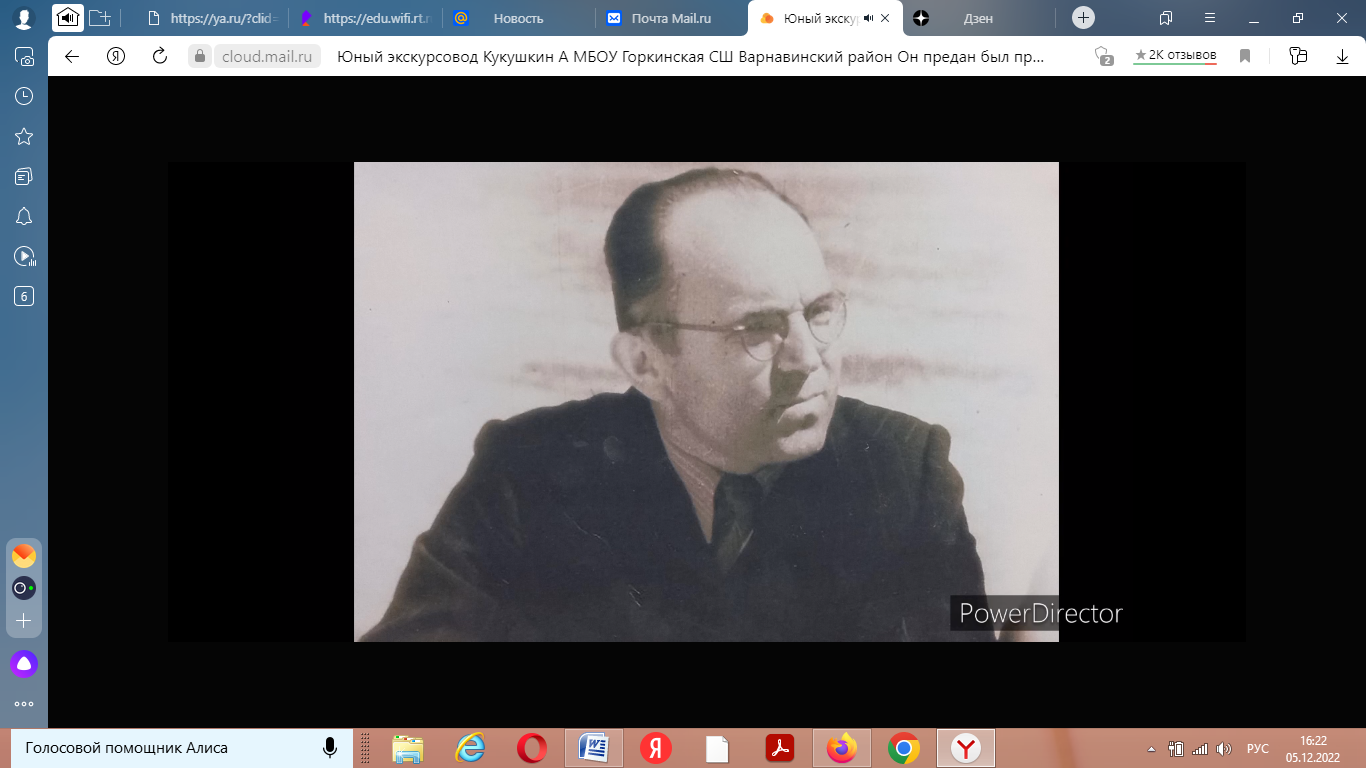 https://ya.ru/?clid=
https://edu.wifi.rt.r
Новость
Почта Mail.ru
Юный экску
Дзен
Я
cloud.mail.ru
Юный экскурсовод Кукушкин А МБОУ Горкинская СШ Варнавинский район Он предан был пр...
2
2К отзывов
6
PowerDirector
Голосовой помощник Алиса
W
Я
Y
РУС
16:22
05.12.2022